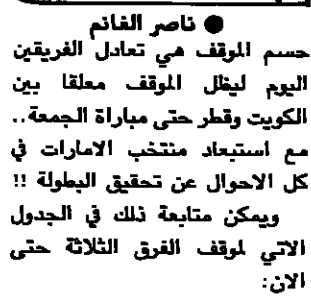 ● ناصر الغانم
حسم الموقف هي تعادل الفريقين
اليوم ليظل الموقف معلقا بين
الكويت وقطر حتى مباراة الجمعة..
مع استبعاد منتخب الامارات في
كل الاحوال عن تحقيق البطولة !!
ويمكن متابعة ذلك في الجدول
الاتي لموقف الفرق الثلاثة حتى
الان: